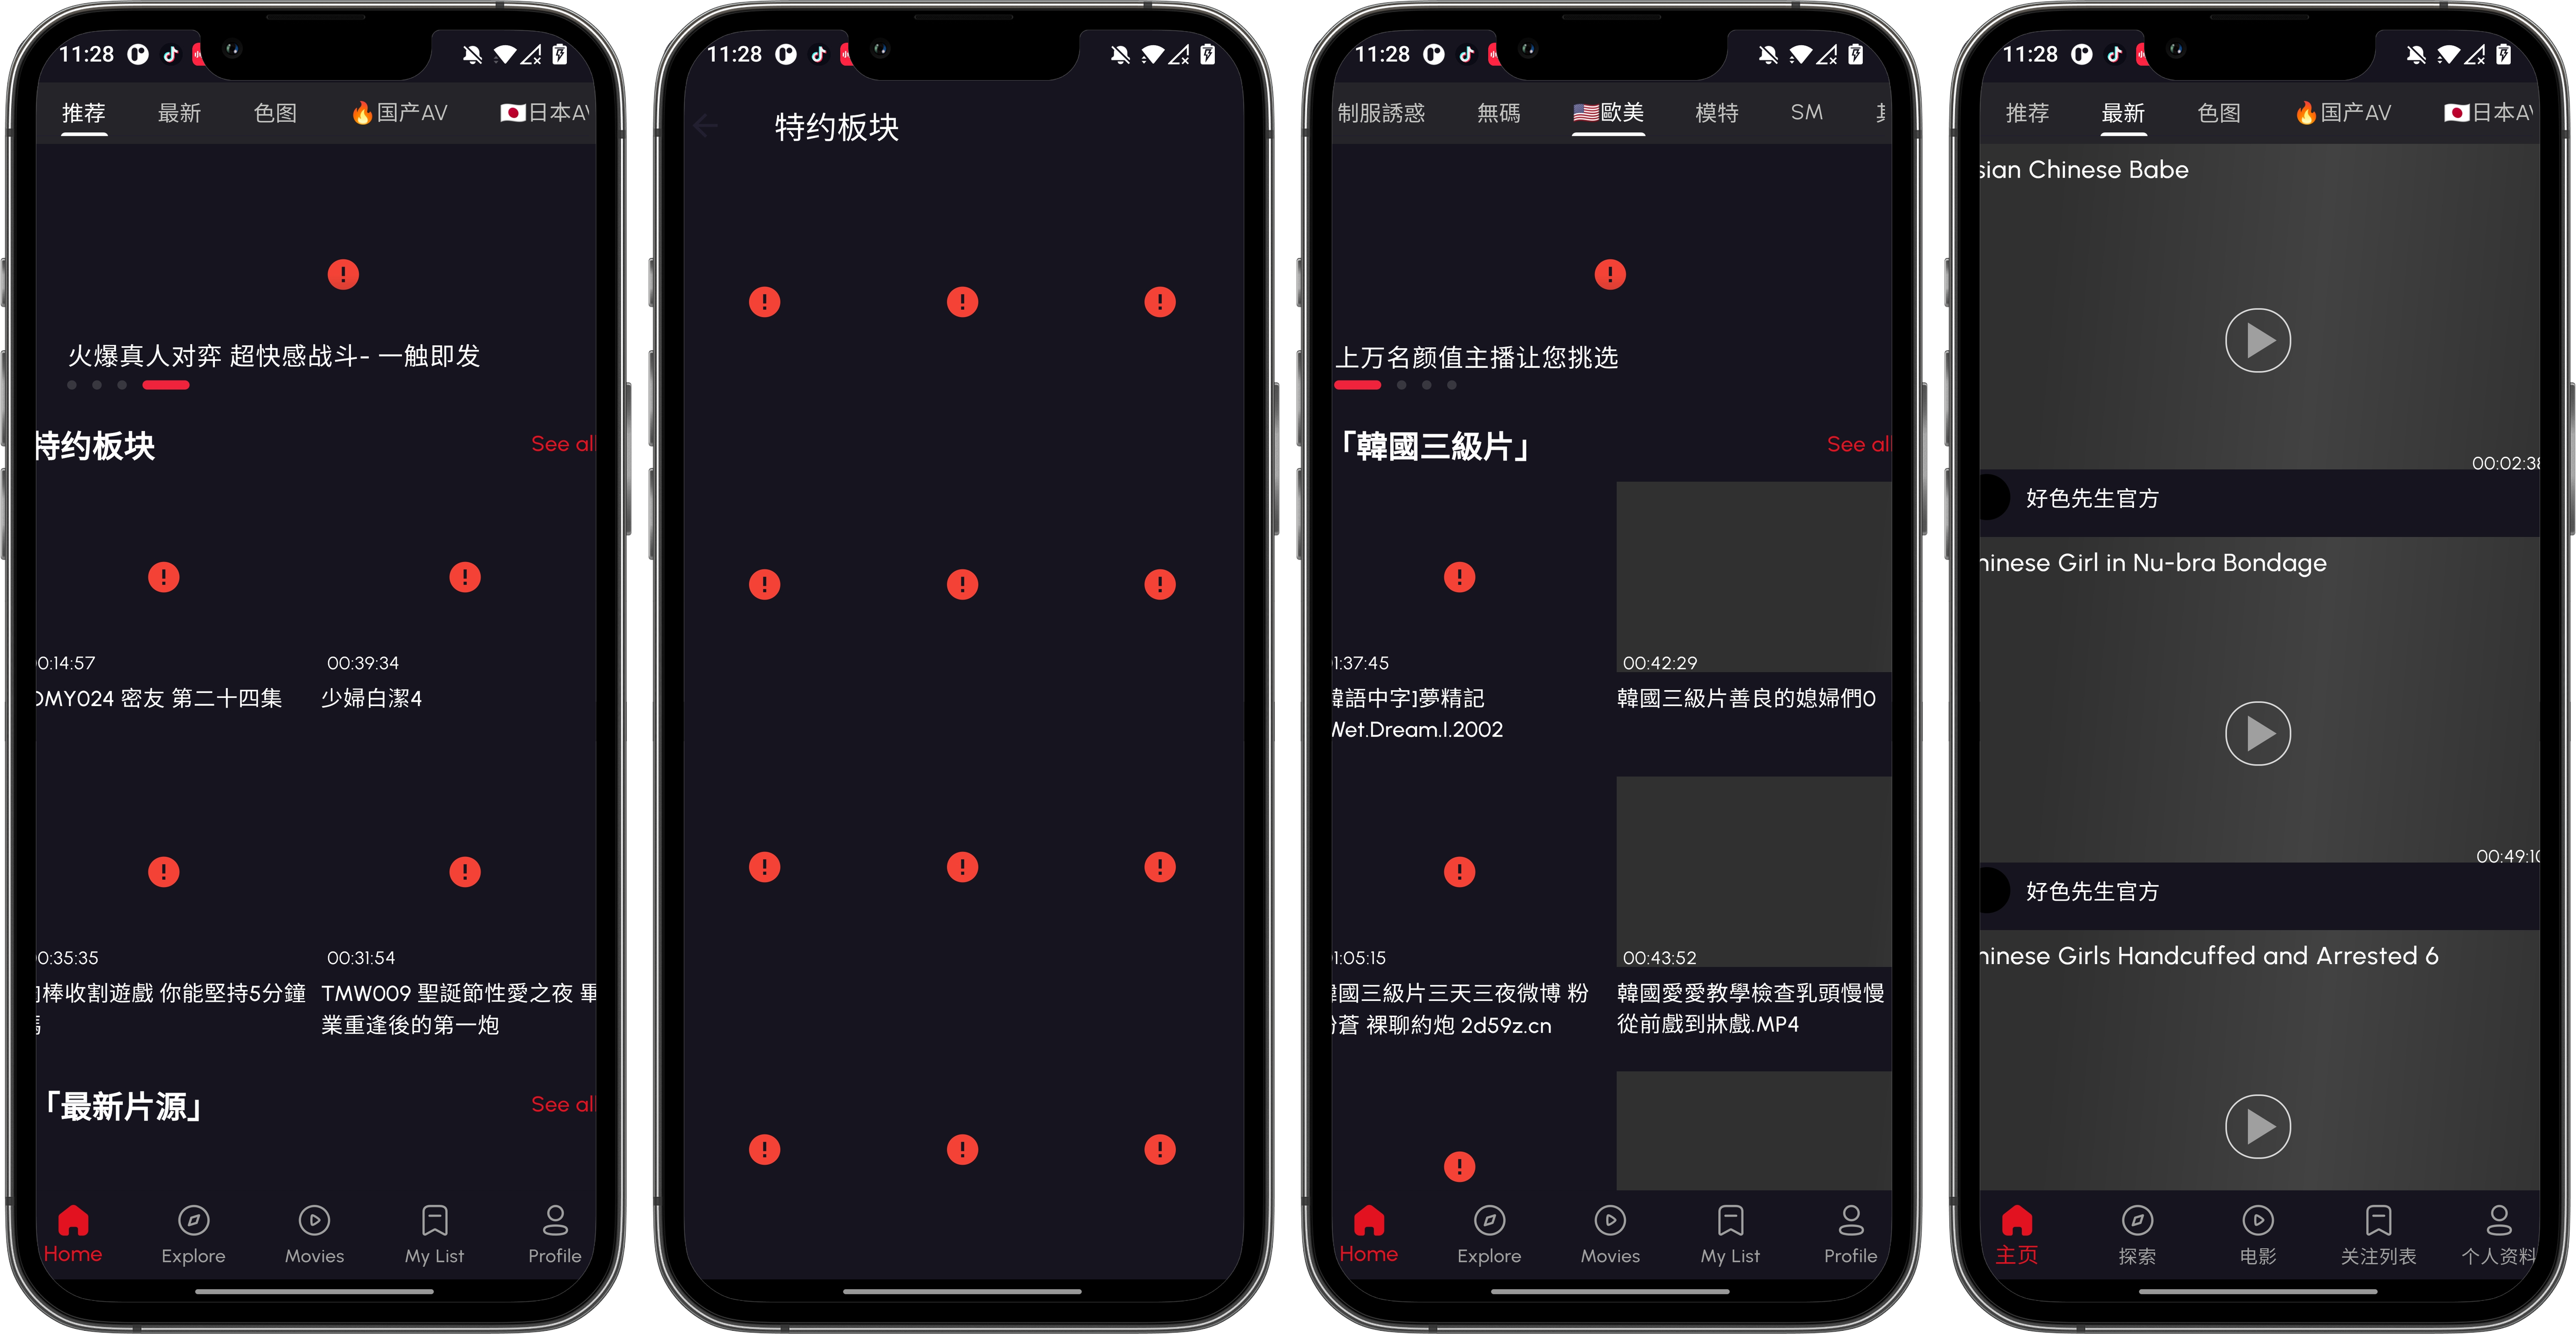 11:28
推荐 最新 色图 🔥国产AV 🇯🇵日本AV
火爆真人对弈 超快感战斗- 一触即发
特约板块 See all
0:14:57 00:39:34
DMY024 密友 第二十四集 少婦白潔4
0:35:35 00:31:54
棒收割遊戲 你能堅持5分鐘 TMW009 聖誕節性愛之夜 畢
嗎 業重逢後的第一炮
「最新片源」 See all
Home Explore Movies My List Profile
11:28
特约板块
11:28
制服誘惑 無碼 🇺🇸歐美 模特 SM
上万名颜值主播让您挑选
「韓國三級片」 See all
1:37:45 00:42:29
韓語中字]夢精記 韓國三級片善良的媳婦們0
Wet.Dream.I.2002
1:05:15 00:43:52
韓國三級片三天三夜微博 粉 韓國愛愛教學檢查乳頭慢慢
蒼 裸聊約炮 2d59z.cn 從前戲到牀戲.MP4
Home Explore Movies My List Profile
11:28
推荐 最新 色图 🔥国产AV 🇯🇵日本AV
sian Chinese Babe
00:02:38
好色先生官方
hinese Girl in Nu-bra Bondage
00:49:10
好色先生官方
hinese Girls Handcuffed and Arrested 6
主页 探索 电影 关注列表 个人资料